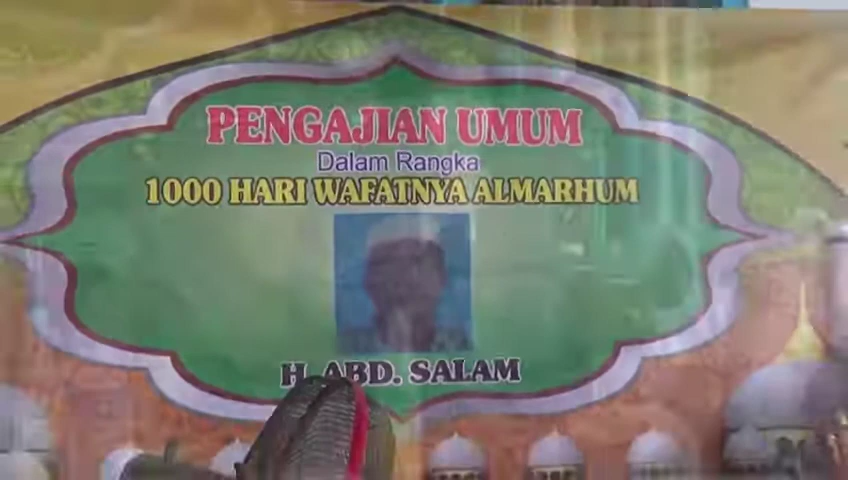 PENGAJIAN UMUM
Dalam Rangka
1000 HARI WAFATNYA ALMARHUM
H. ABD. SALAM